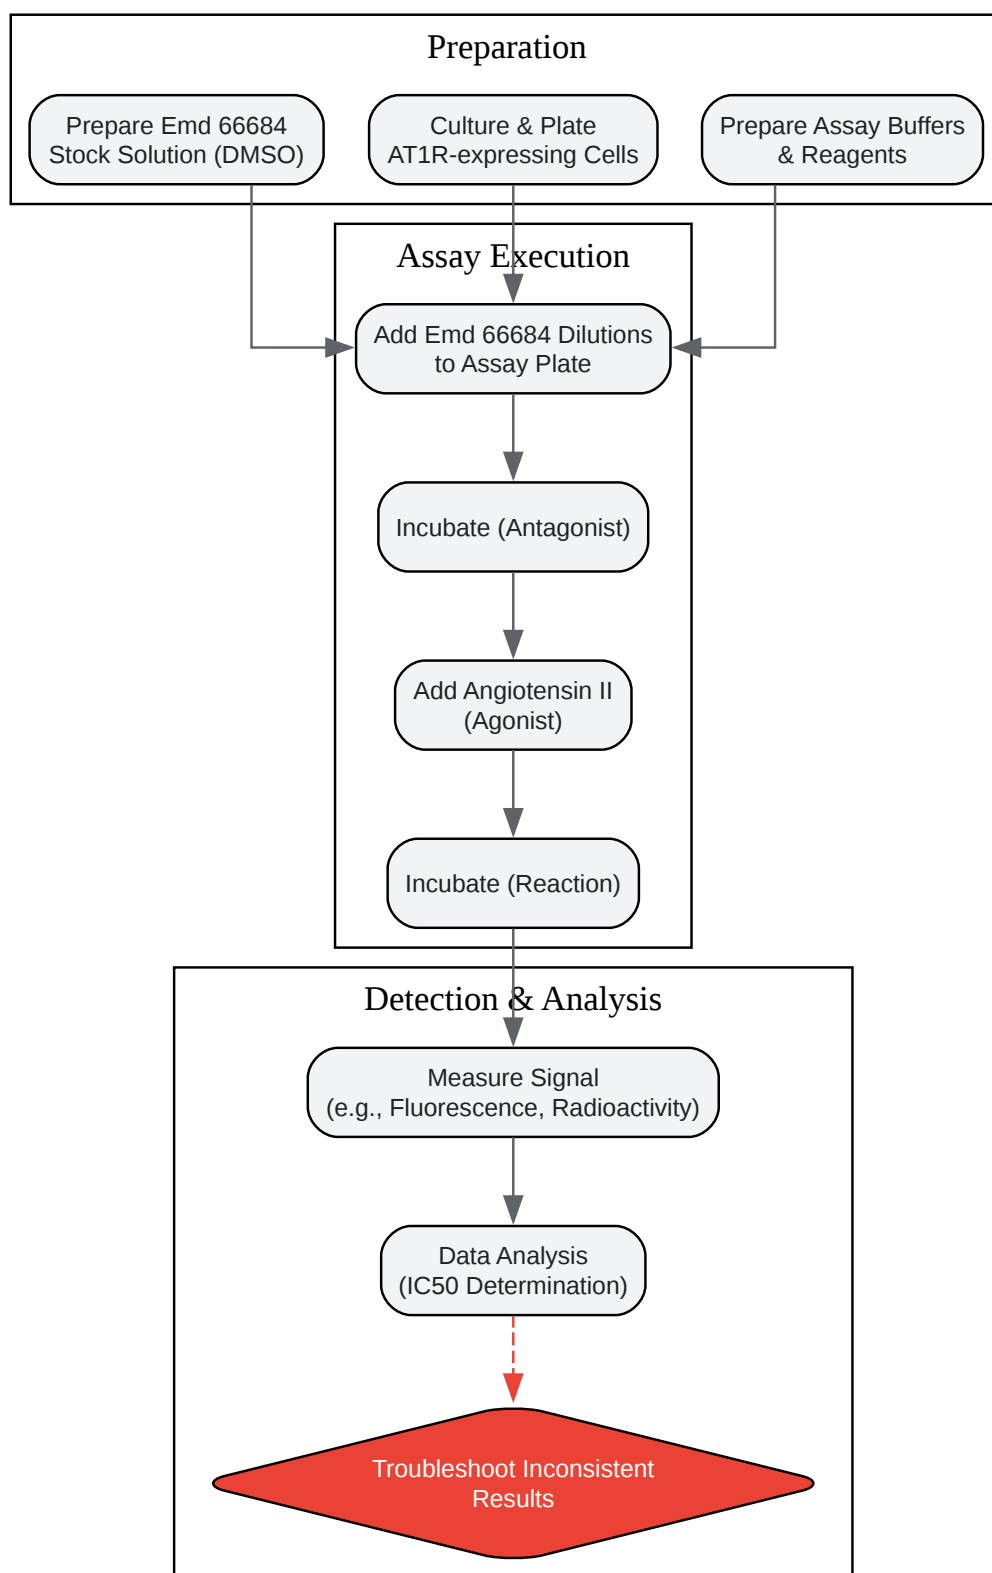 Preparation
Prepare Emd 66684
Stock Solution (DMSO)
Culture & Plate
AT1R-expressing Cells
Prepare Assay Buffers
& Reagents
Assay Execution
Add Emd 66684 Dilutions
to Assay Plate
Incubate (Antagonist)
Add Angiotensin II
(Agonist)
Incubate (Reaction)
Detection & Analysis
Measure Signal
(e.g., Fluorescence, Radioactivity)
Data Analysis
(IC50 Determination)
Troubleshoot Inconsistent
Results